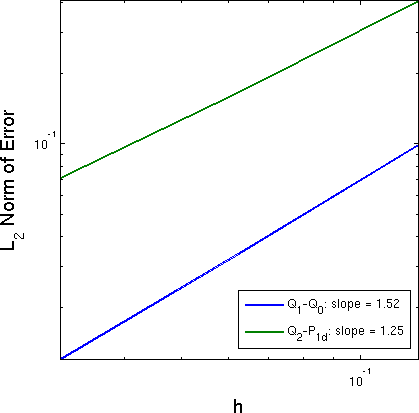 L₂ Norm of Error
10⁻¹
Q₁-Q₀: slope = 1.52
Q₂-P₁d: slope = 1.25
10⁻¹
h